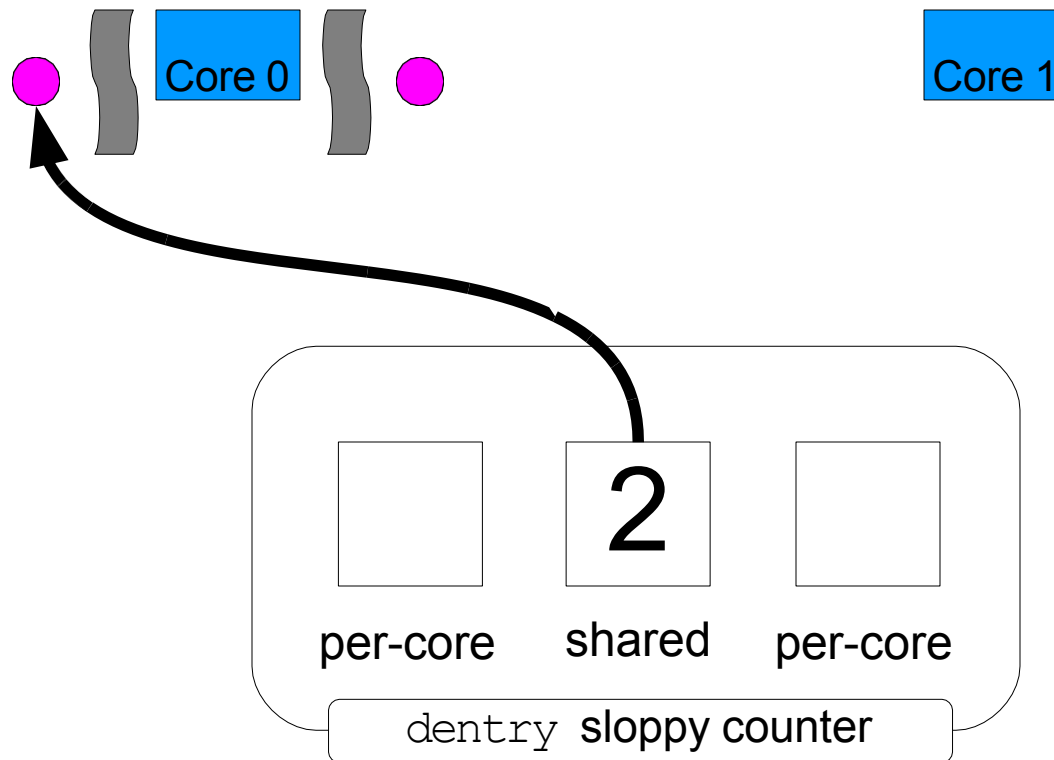 Core 0
Core 1
2
per-core
shared
per-core
dentry sloppy counter